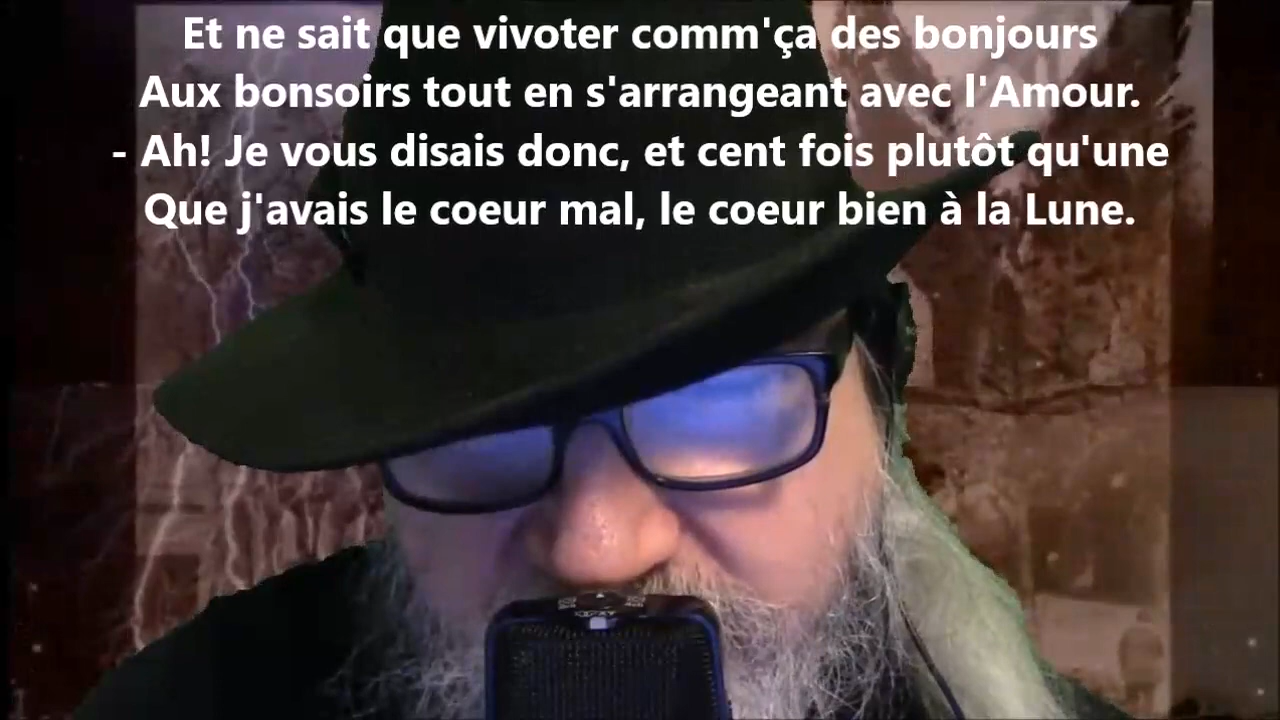 Et ne sait que vivoter comm'ça des bonjours
Aux bonsoirs tout en s'arrangeant avec l'Amour.
- Ah! Je vous disais donc, et cent fois plutôt qu'une
Que j'avais le coeur mal, le coeur bien à la Lune.